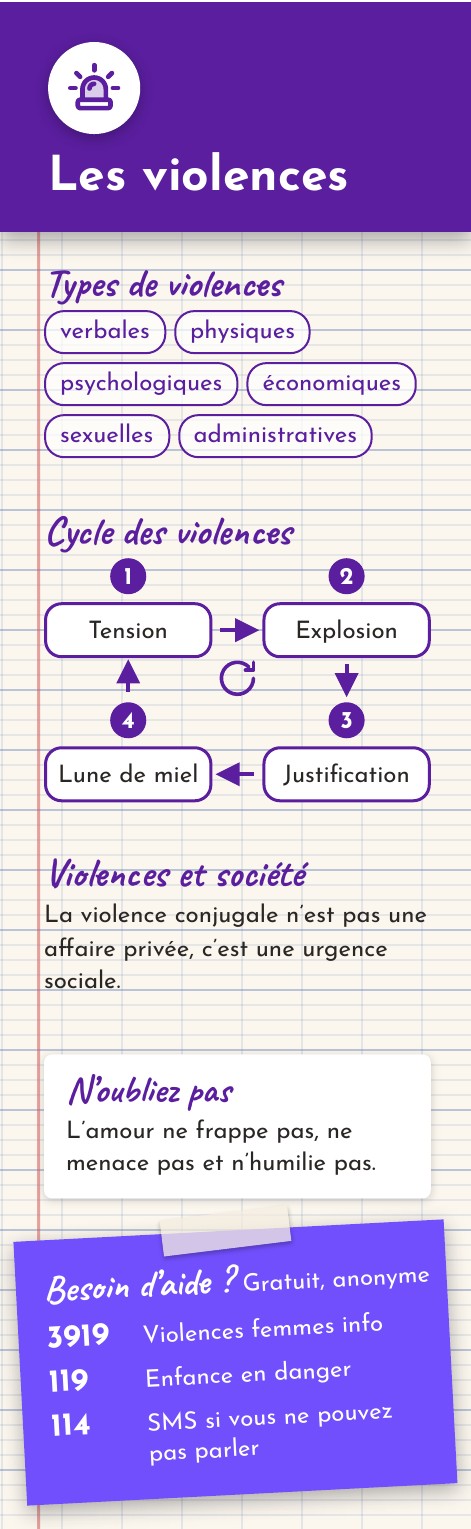 Les violences
Types de violences
verbales physiques
psychologiques économiques
sexuelles administratives
Cycle des violences
1 2
Tension Explosion
4 3
Lune de miel Justification
Violences et société
La violence conjugale n'est pas une
affaire privée, c'est une urgence
sociale.
N'oubliez pas
L'amour ne frappe pas, ne
menace pas et n'humilie pas.
Besoin d'aide ? Gratuit, anonyme
3919 Violences femmes info
119 Enfance en danger
114 SMS si vous ne pouvez
pas parler